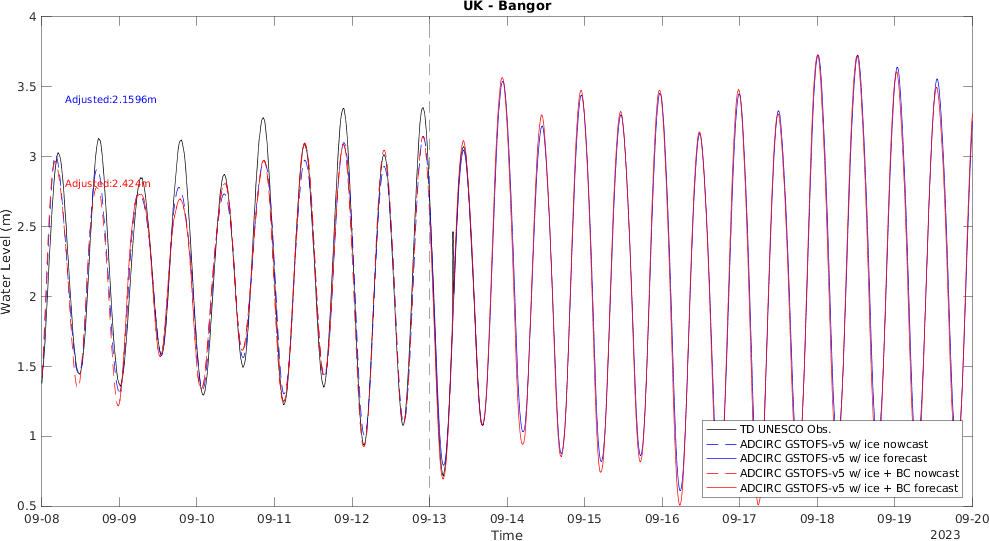 UK - Bangor
4
3.5
3
2.5
2
1.5
1
0.5
Water Level (m)
Adjusted:2.1596m
Adjusted:2.424m
TD UNESCO Obs.
ADCIRC GSTOFS-v5 w/ ice nowcast
ADCIRC GSTOFS-v5 w/ ice forecast
ADCIRC GSTOFS-v5 w/ ice + BC nowcast
ADCIRC GSTOFS-v5 w/ ice + BC forecast
09-08 09-09 09-10 09-11 09-12 09-13 09-14 09-15 09-16 09-17 09-18 09-19 09-20
Time
2023